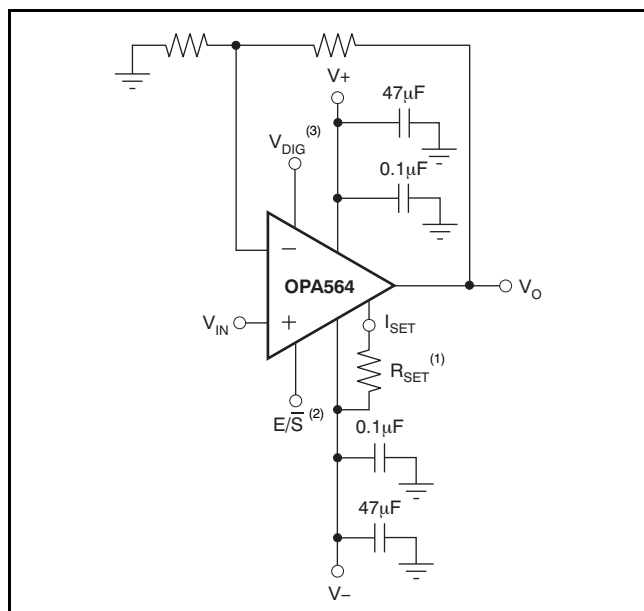 V+
47μF
V_DIG (3)
0.1μF
−
OPA564
V_O
V_IN
+
I_SET
R_SET (1)
E/S̅ (2)
0.1μF
47μF
V−